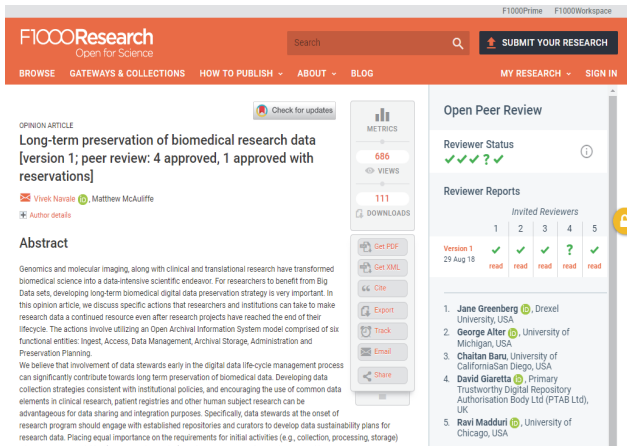 F1000Prime F1000Workspace
F1000Research
Open for Science
Search
SUBMIT YOUR RESEARCH
BROWSE GATEWAYS & COLLECTIONS HOW TO PUBLISH ABOUT BLOG
MY RESEARCH SIGN IN
Check for updates
OPINION ARTICLE
Long-term preservation of biomedical research data
[version 1; peer review: 4 approved, 1 approved with
reservations]
Vivek Navale iD, Matthew McAuliffe
Author details
Abstract
Genomics and molecular imaging, along with clinical and translational research have transformed
biomedical science into a data-intensive scientific endeavor. For researchers to benefit from Big
Data sets, developing long-term biomedical digital data preservation strategy is very important. In
this opinion article, we discuss specific actions that researchers and institutions can take to make
research data a continued resource even after research projects have reached the end of their
lifecycle. The actions involve utilizing an Open Archival Information System model comprised of six
functional entities: Ingest, Access, Data Management, Archival Storage, Administration and
Preservation Planning.
We believe that involvement of data stewards early in the digital data life-cycle management process
can significantly contribute towards long term preservation of biomedical data. Developing data
collection strategies consistent with institutional policies, and encouraging the use of common data
elements in clinical research, patient registries and other human subject research can be
advantageous for data sharing and integration purposes. Specifically, data stewards at the onset of
research program should engage with established repositories and curators to develop data sustainability plans for
research data. Placing equal importance on the requirements for initial activities (e.g., collection, processing, storage)
METRICS
686
VIEWS
111
DOWNLOADS
Get PDF
Get XML
Cite
Export
Track
Email
Share
Open Peer Review
Reviewer Status
✓ ✓ ✓ ? ✓
Reviewer Reports
Invited Reviewers
1 2 3 4 5
Version 1
29 Aug 18
✓ ✓ ✓ ? ✓
read read read read read
1. Jane Greenberg iD, Drexel
University, USA
2. George Alter iD, University of
Michigan, USA
3. Chaitan Baru, University of
CaliforniaSan Diego, USA
4. David Giaretta iD, Primary
Trustworthy Digital Repository
Authorisation Body Ltd (PTAB Ltd),
UK
5. Ravi Madduri iD, University of
Chicago, USA